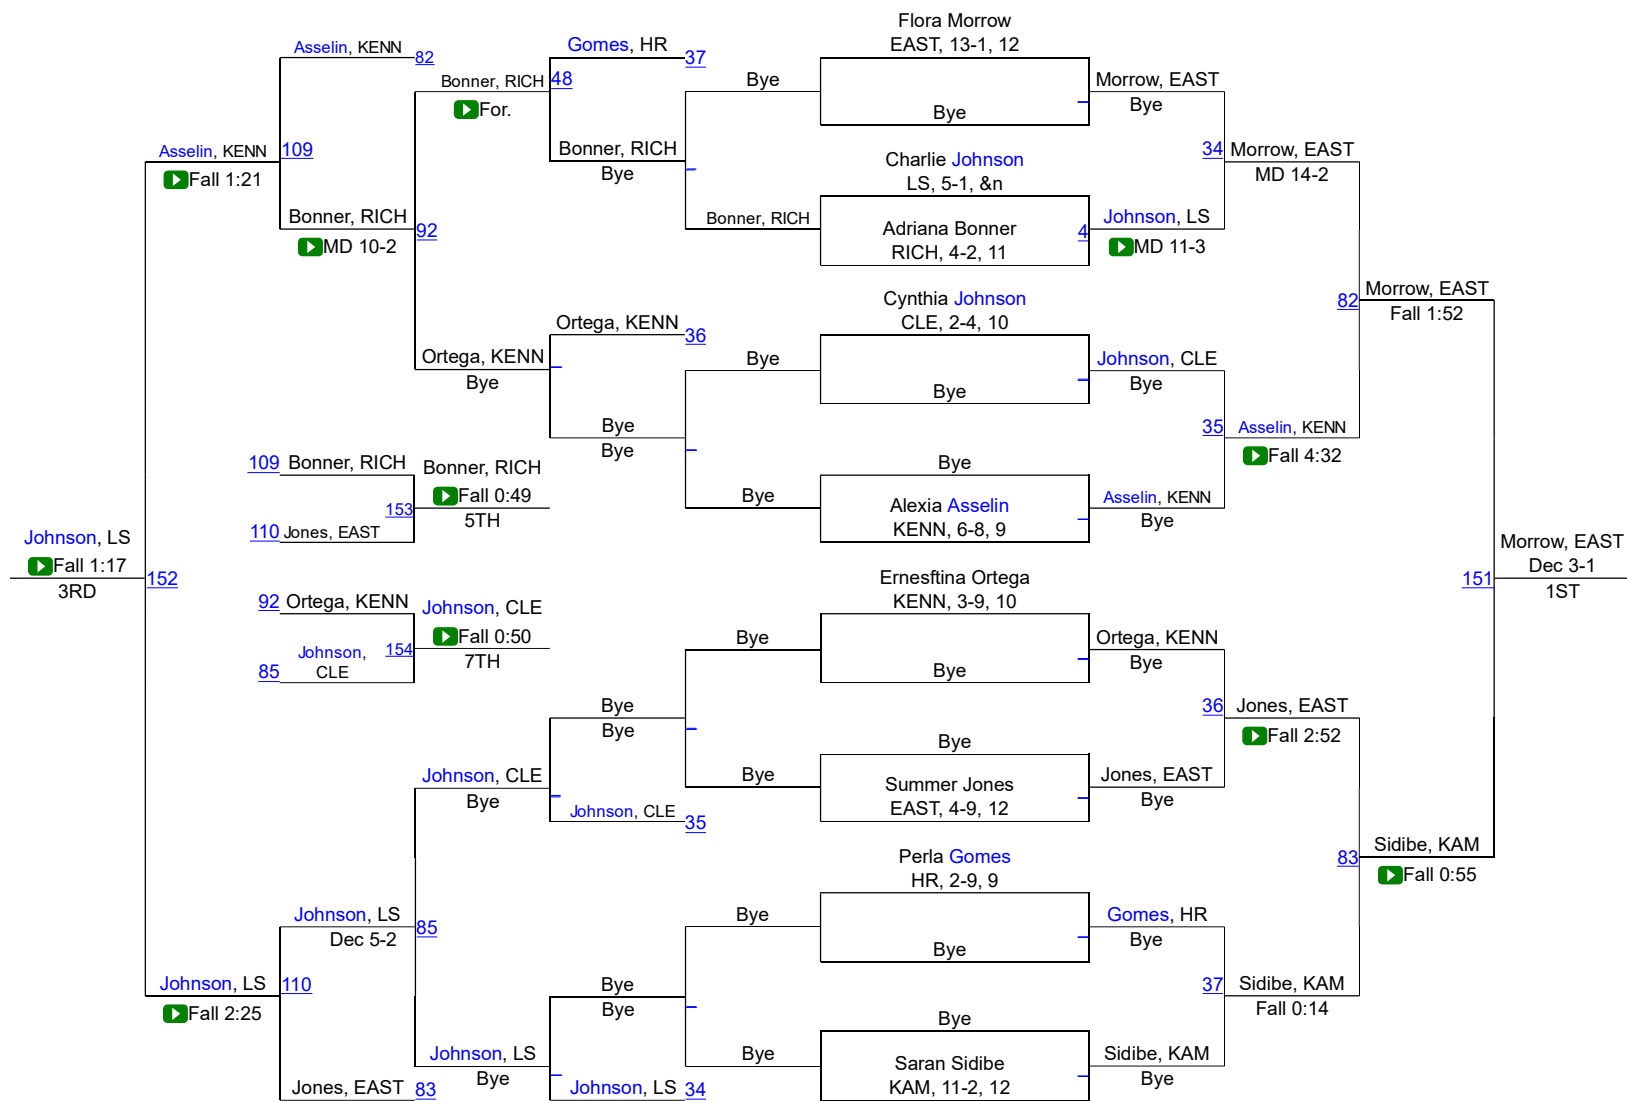 Flora Morrow
EAST, 13-1, 12
Asselin, KENN
82
Gomes, HR
37
Bonner, RICH
48
For.
Bye
Bye
Morrow, EAST
Bye
Asselin, KENN
109
Fall 1:21
Bonner, RICH
Bye
34
Morrow, EAST
MD 14-2
Charlie Johnson
LS, 5-1, &n
Bonner, RICH
92
MD 10-2
Bonner, RICH
Adriana Bonner
RICH, 4-2, 11
4
Johnson, LS
MD 11-3
Cynthia Johnson
CLE, 2-4, 10
82
Morrow, EAST
Fall 1:52
Ortega, KENN
36
Ortega, KENN
Bye
Bye
Bye
Johnson, CLE
Bye
Bye
Bye
35
Asselin, KENN
Fall 4:32
109
Bonner, RICH
Bonner, RICH
Fall 0:49
5TH
153
110
Jones, EAST
Bye
Bye
Alexia Asselin
KENN, 6-8, 9
Asselin, KENN
Bye
Johnson, LS
Fall 1:17
3RD
152
Morrow, EAST
Dec 3-1
1ST
151
Ernesftina Ortega
KENN, 3-9, 10
92
Ortega, KENN
Johnson, CLE
Fall 0:50
7TH
154
Johnson,
CLE
85
Bye
Bye
Ortega, KENN
Bye
Bye
Bye
36
Jones, EAST
Fall 2:52
Bye
Johnson, CLE
Bye
Bye
Summer Jones
EAST, 4-9, 12
Jones, EAST
Bye
Johnson, CLE
35
Perla Gomes
HR, 2-9, 9
83
Sidibe, KAM
Fall 0:55
Johnson, LS
Dec 5-2
85
Bye
Bye
Gomes, HR
Bye
Johnson, LS
110
Fall 2:25
Bye
Bye
37
Sidibe, KAM
Fall 0:14
Bye
Johnson, LS
Bye
Bye
Saran Sidibe
KAM, 11-2, 12
Sidibe, KAM
Bye
Jones, EAST
83
Johnson, LS
34